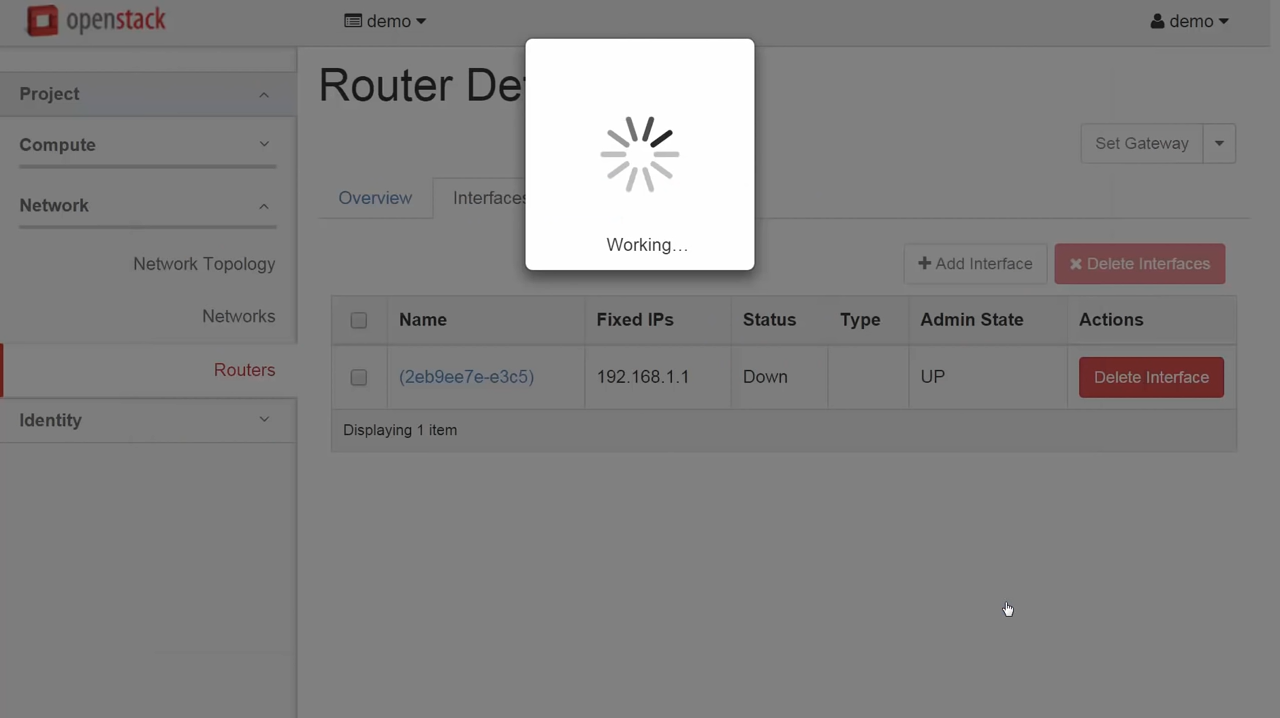 openstack
demo
demo
Project
Compute
Network
Network Topology
Networks
Routers
Identity
Router
Set Gateway
Overview
Interfaces
Working...
Add Interface
Delete Interfaces
Name Fixed IPs Status Type Admin State Actions
(2eb9ee7e-e3c5) 192.168.1.1 Down UP Delete Interface
Displaying 1 item